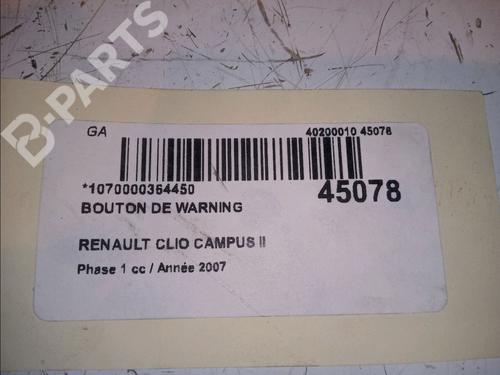 B-PARTS
GA
40200010 45078
*1070000364450
45078
BOUTON DE WARNING
RENAULT CLIO CAMPUS II
Phase 1 cc / Année 2007